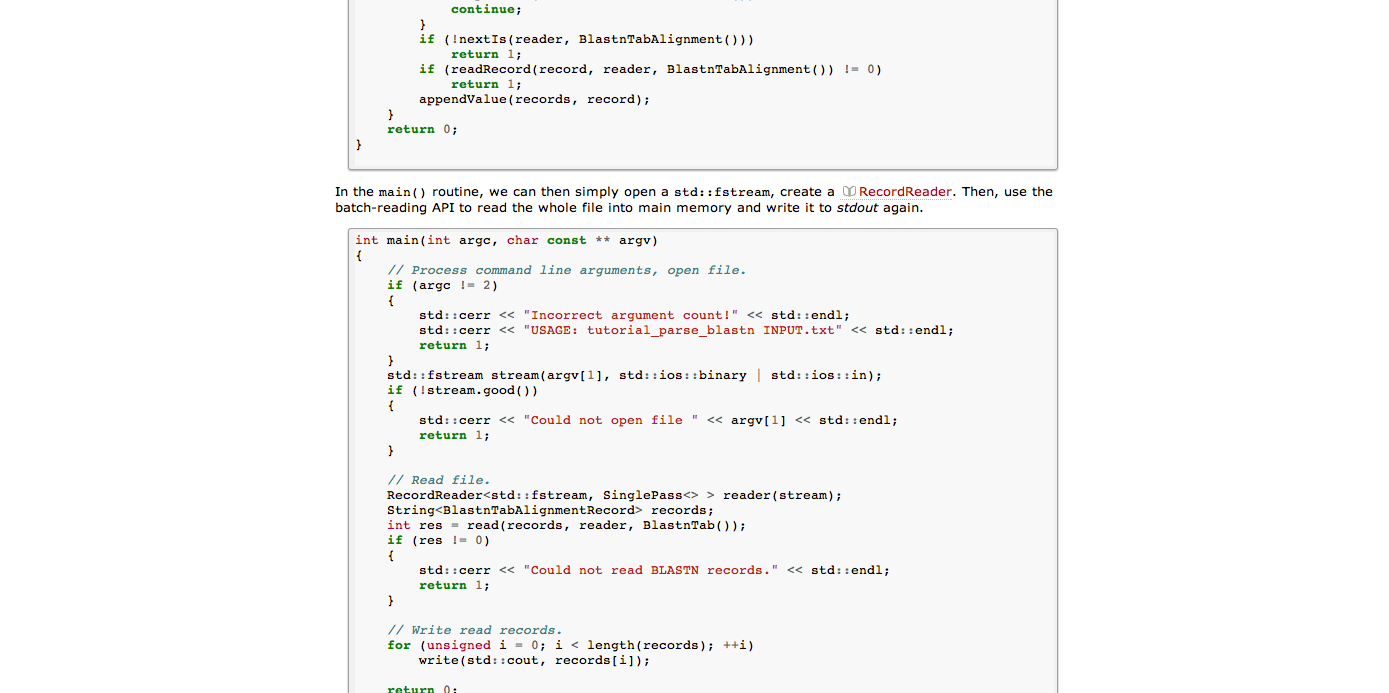 continue;
}
if (!nextIs(reader, BlastnTabAlignment()))
return 1;
if (readRecord(record, reader, BlastnTabAlignment()) != 0)
return 1;
appendValue(records, record);
}
return 0;
}
In the main() routine, we can then simply open a std::fstream, create a RecordReader. Then, use the
batch-reading API to read the whole file into main memory and write it to stdout again.
int main(int argc, char const ** argv)
{
// Process command line arguments, open file.
if (argc != 2)
{
std::cerr << "Incorrect argument count!" << std::endl;
std::cerr << "USAGE: tutorial_parse_blastn INPUT.txt" << std::endl;
return 1;
}
std::fstream stream(argv[1], std::ios::binary | std::ios::in);
if (!stream.good())
{
std::cerr << "Could not open file " << argv[1] << std::endl;
return 1;
}
// Read file.
RecordReader<std::fstream, SinglePass<> > reader(stream);
String<BlastnTabAlignmentRecord> records;
int res = read(records, reader, BlastnTab());
if (res != 0)
{
std::cerr << "Could not read BLASTN records." << std::endl;
return 1;
}
// Write read records.
for (unsigned i = 0; i < length(records); ++i)
write(std::cout, records[i]);
return 0;